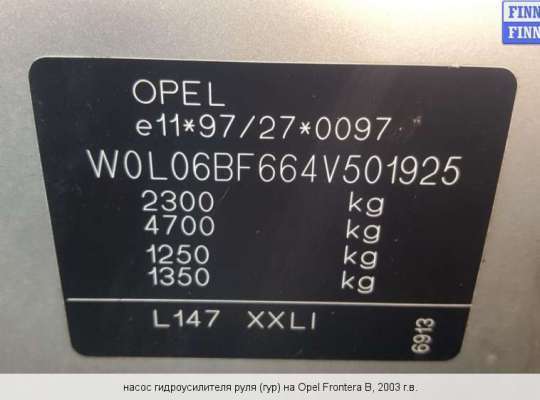 FINN
FINN
OPEL
e11*97/27*0097
W0L06BF664V501925
2300 kg
4700 kg
1250 kg
1350 kg
L147 XXLI
6913
насос гидроусилителя руля (гур) на Opel Frontera B, 2003 г.в.